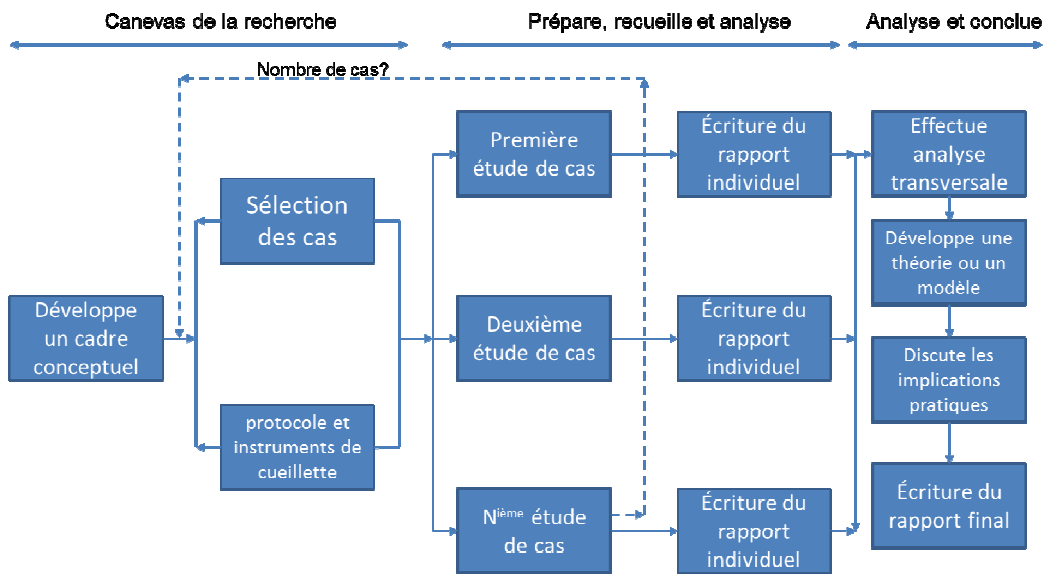 Canevas de la recherche
Prépare, recueille et analyse
Analyse et conclue
Nombre de cas?
Développe
un cadre
conceptuel
Sélection
des cas
protocole et
instruments de
cueillette
Première
étude de cas
Deuxième
étude de cas
Nième étude
de cas
Écriture du
rapport
individuel
Écriture du
rapport
individuel
Écriture du
rapport
individuel
Effectue
analyse
transversale
Développe une
théorie ou un
modèle
Discute les
implications
pratiques
Écriture du
rapport final